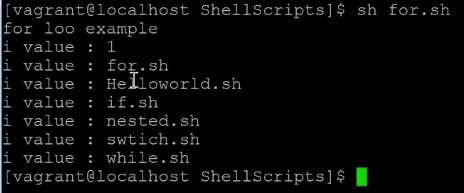 [vagrant@localhost ShellScripts]$ sh for.sh
for loo example
i value : 1
i value : for.sh
i value : Helloworld.sh
i value : if.sh
i value : nested.sh
i value : swtich.sh
i value : while.sh
[vagrant@localhost ShellScripts]$